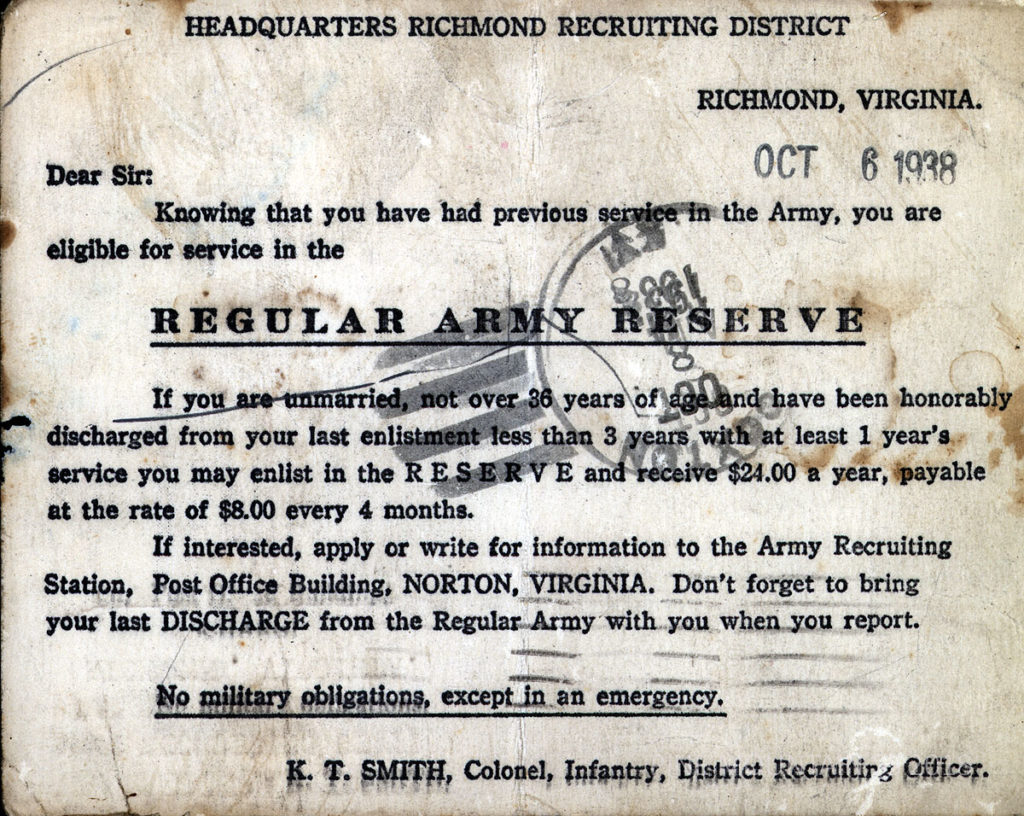 HEADQUARTERS RICHMOND RECRUITING DISTRICT
RICHMOND, VIRGINIA.
OCT 6 1938
Dear Sir:
Knowing that you have had previous service in the Army, you are
eligible for service in the
REGULAR ARMY RESERVE
If you are unmarried, not over 36 years of age and have been honorably
discharged from your last enlistment less than 3 years with at least 1 year's
service you may enlist in the RESERVE and receive $24.00 a year, payable
at the rate of $8.00 every 4 months.
If interested, apply or write for information to the Army Recruiting
Station, Post Office Building, NORTON, VIRGINIA. Don't forget to bring
your last DISCHARGE from the Regular Army with you when you report.
No military obligations, except in an emergency.
K. T. SMITH, Colonel, Infantry, District Recruiting Officer.